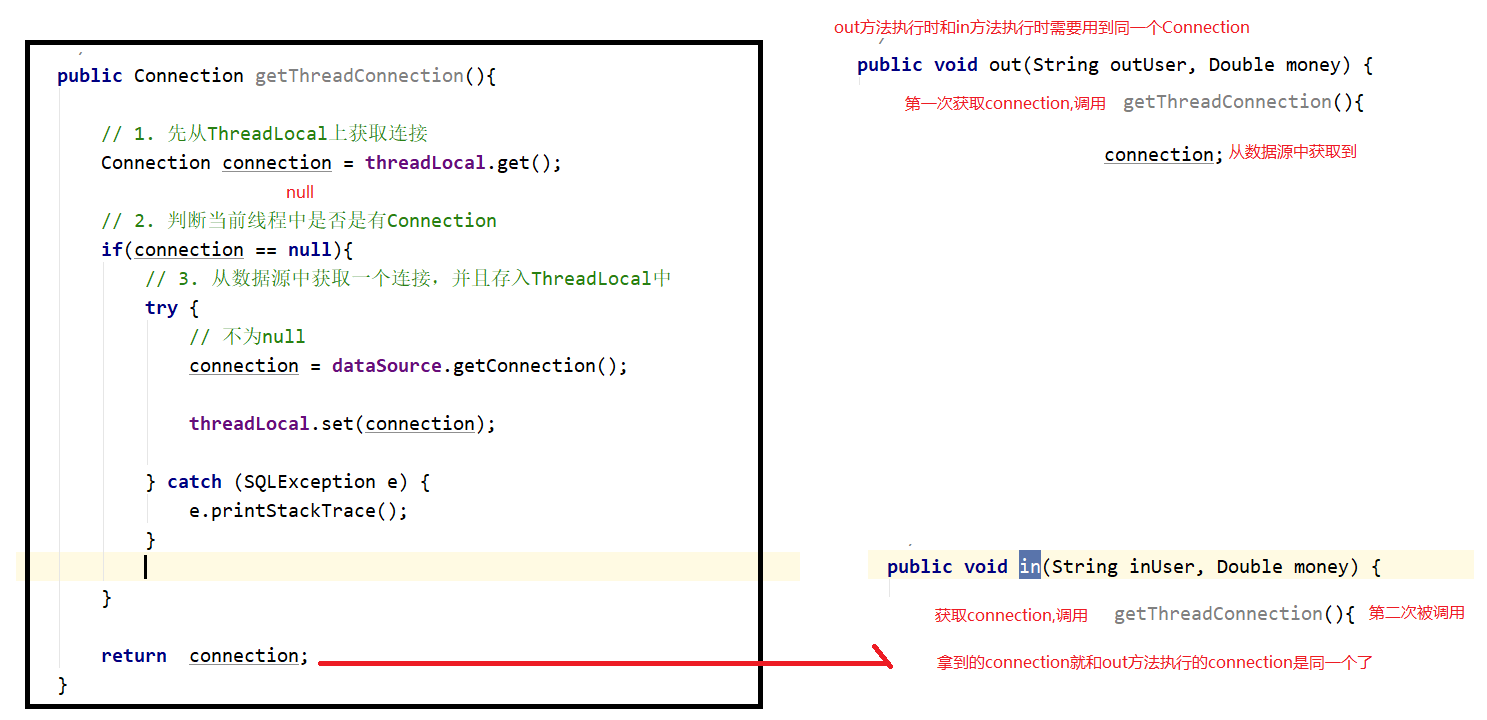 public Connection getThreadConnection(){
// 1. 先从ThreadLocal上获取连接
Connection connection = threadLocal.get();
null
// 2. 判断当前线程中是否是有Connection
if(connection == null){
// 3. 从数据源中获取一个连接，并且存入ThreadLocal中
try {
// 不为null
connection = dataSource.getConnection();
threadLocal.set(connection);
} catch (SQLException e) {
e.printStackTrace();
}
}
return connection;
}
out方法执行时和in方法执行时需要用到同一个Connection
public void out(String outUser, Double money) {
第一次获取connection,调用 getThreadConnection(){
connection; 从数据源中获取到
public void in(String inUser, Double money) {
获取connection,调用 getThreadConnection(){ 第二次被调用
拿到的connection就和out方法执行的connection是同一个了